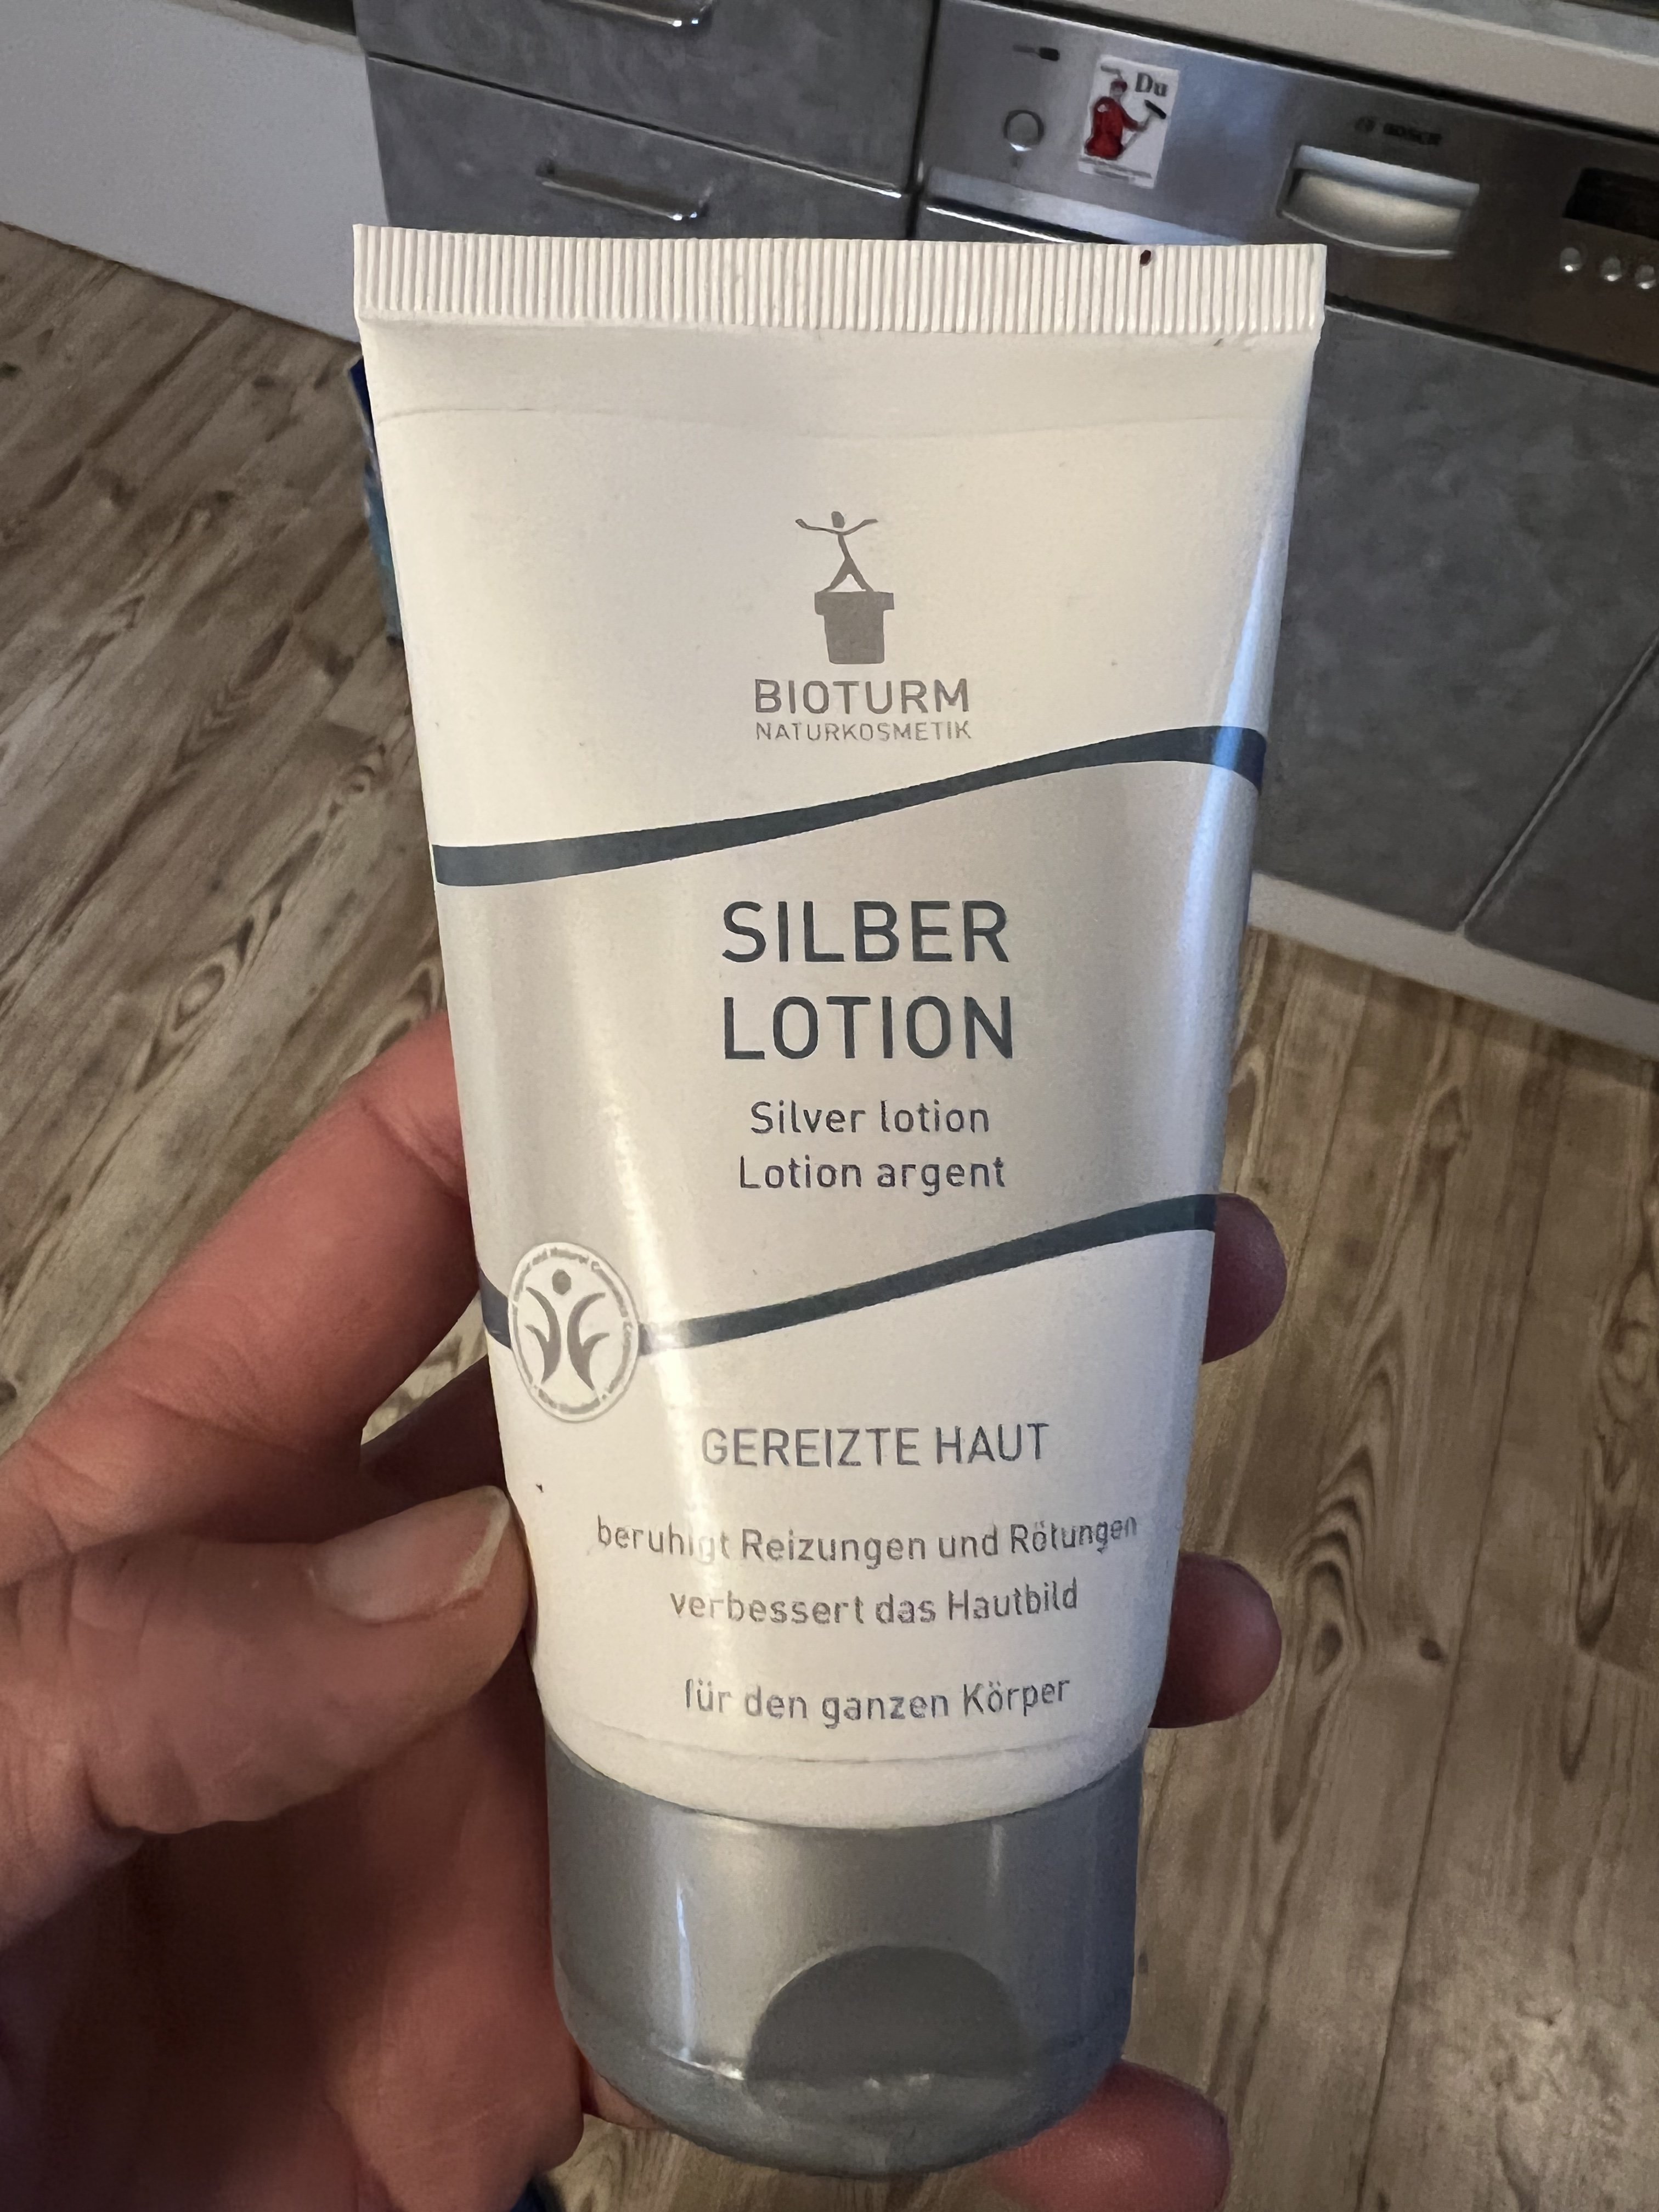 Du
BOSCH
BIOTURM
NATURKOSMETIK
SILBER
LOTION
Silver lotion
Lotion argent
GEREIZTE HAUT
beruhigt Reizungen und Rötungen
verbessert das Hautbild
für den ganzen Körper